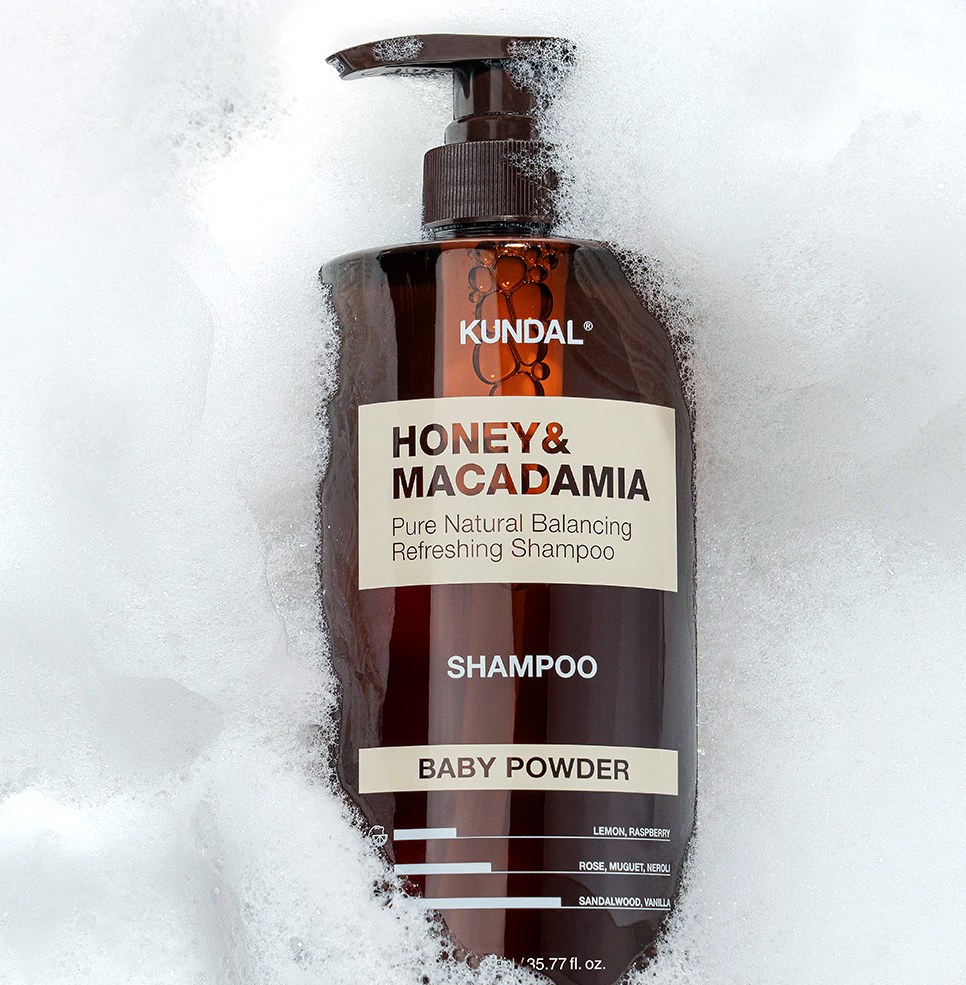 KUNDAL®
HONEY&
MACADAMIA
Pure Natural Balancing
Refreshing Shampoo
SHAMPOO
BABY POWDER
LEMON, RASPBERRY
ROSE, MUGUET, NEROLI
SANDALWOOD, VANILLA
/ 35.77 fl. oz.